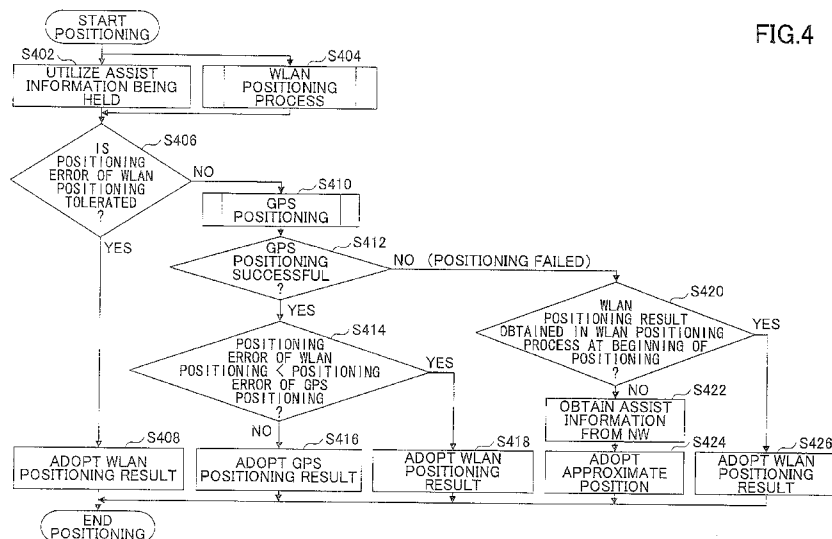 FIG.4
START
POSITIONING
S402
UTILIZE ASSIST
INFORMATION BEING
HELD
S404
WLAN
POSITIONING
PROCESS
S406
IS
POSITIONING
ERROR OF WLAN
POSITIONING
TOLERATED
?
NO
YES
S410
GPS
POSITIONING
S412
GPS
POSITIONING
SUCCESSFUL
?
NO (POSITIONING FAILED)
YES
S414
POSITIONING
ERROR OF WLAN
POSITIONING < POSITIONING
ERROR OF GPS
POSITIONING
?
YES
NO
S420
WLAN
POSITIONING RESULT
OBTAINED IN WLAN POSITIONING
PROCESS AT BEGINNING OF
POSITIONING
?
YES
NO
S422
OBTAIN ASSIST
INFORMATION
FROM NW
S408
ADOPT WLAN
POSITIONING RESULT
S416
ADOPT GPS
POSITIONING RESULT
S418
ADOPT WLAN
POSITIONING
RESULT
S424
ADOPT
APPROXIMATE
POSITION
S426
ADOPT WLAN
POSITIONING
RESULT
END
POSITIONING